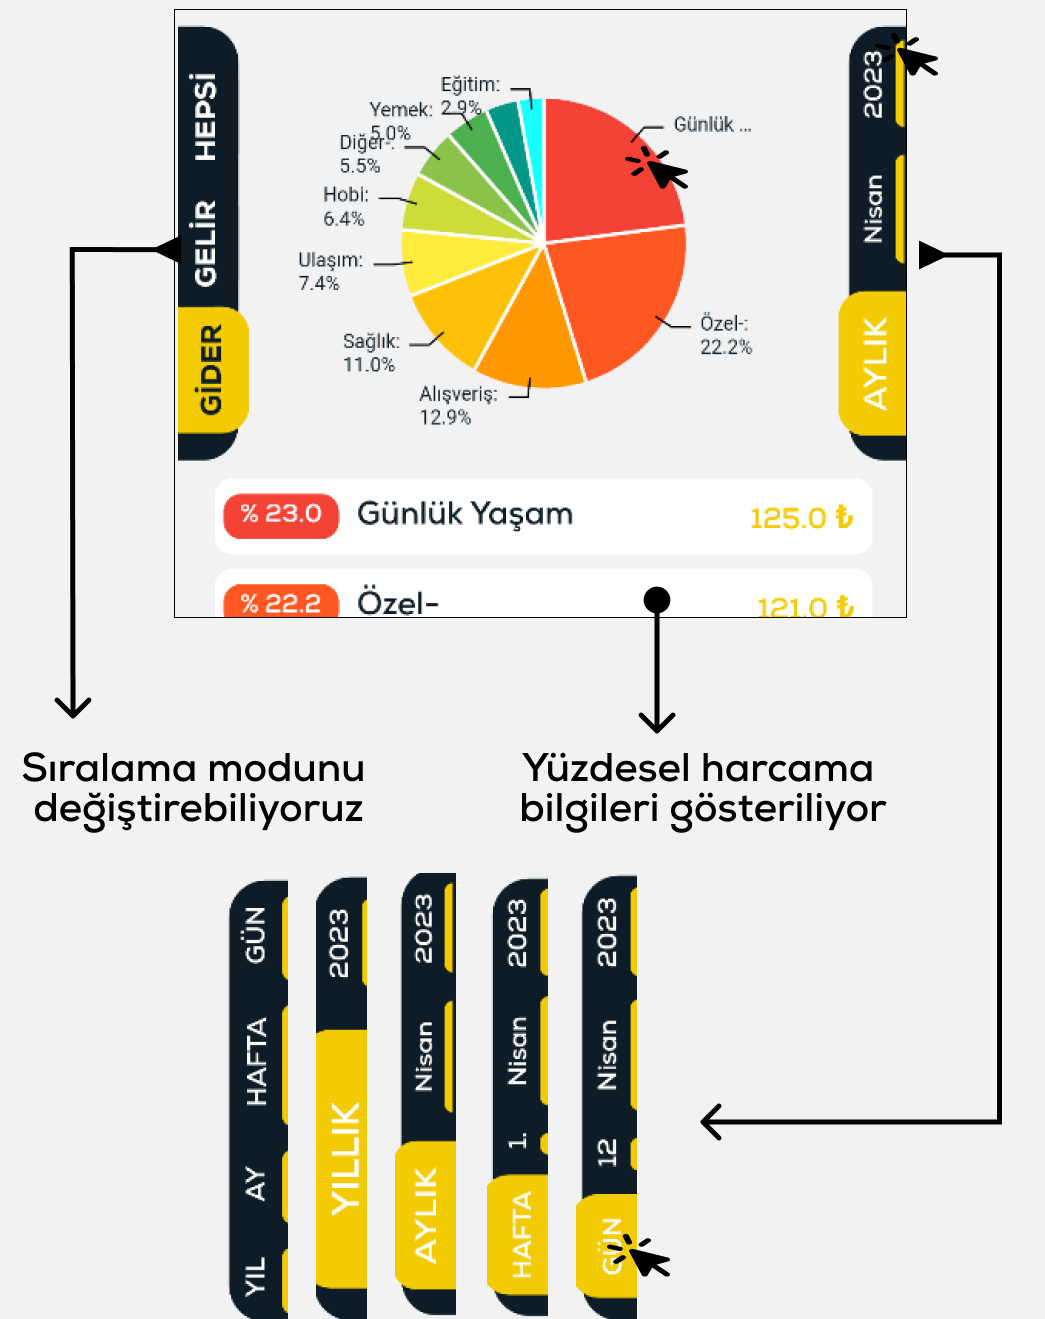 HEPSİ
GELİR
GİDER
Eğitim:
2.9%
Yemek:
5.0%
Diğer-:
5.5%
Hobi:
6.4%
Ulaşım:
7.4%
Sağlık:
11.0%
Alışveriş:
12.9%
Günlük ...
Özel-:
22.2%
2023
Nisan
AYLIK
% 23.0 Günlük Yaşam 125.0 ₺
% 22.2 Özel- 121.0 ₺
Sıralama modunu
değiştirebiliyoruz
Yüzdesel harcama
bilgileri gösteriliyor
GÜN
HAFTA
AY
YIL
2023
YILLIK
2023
Nisan
AYLIK
2023
Nisan
1.
HAFTA
2023
Nisan
12
GÜN